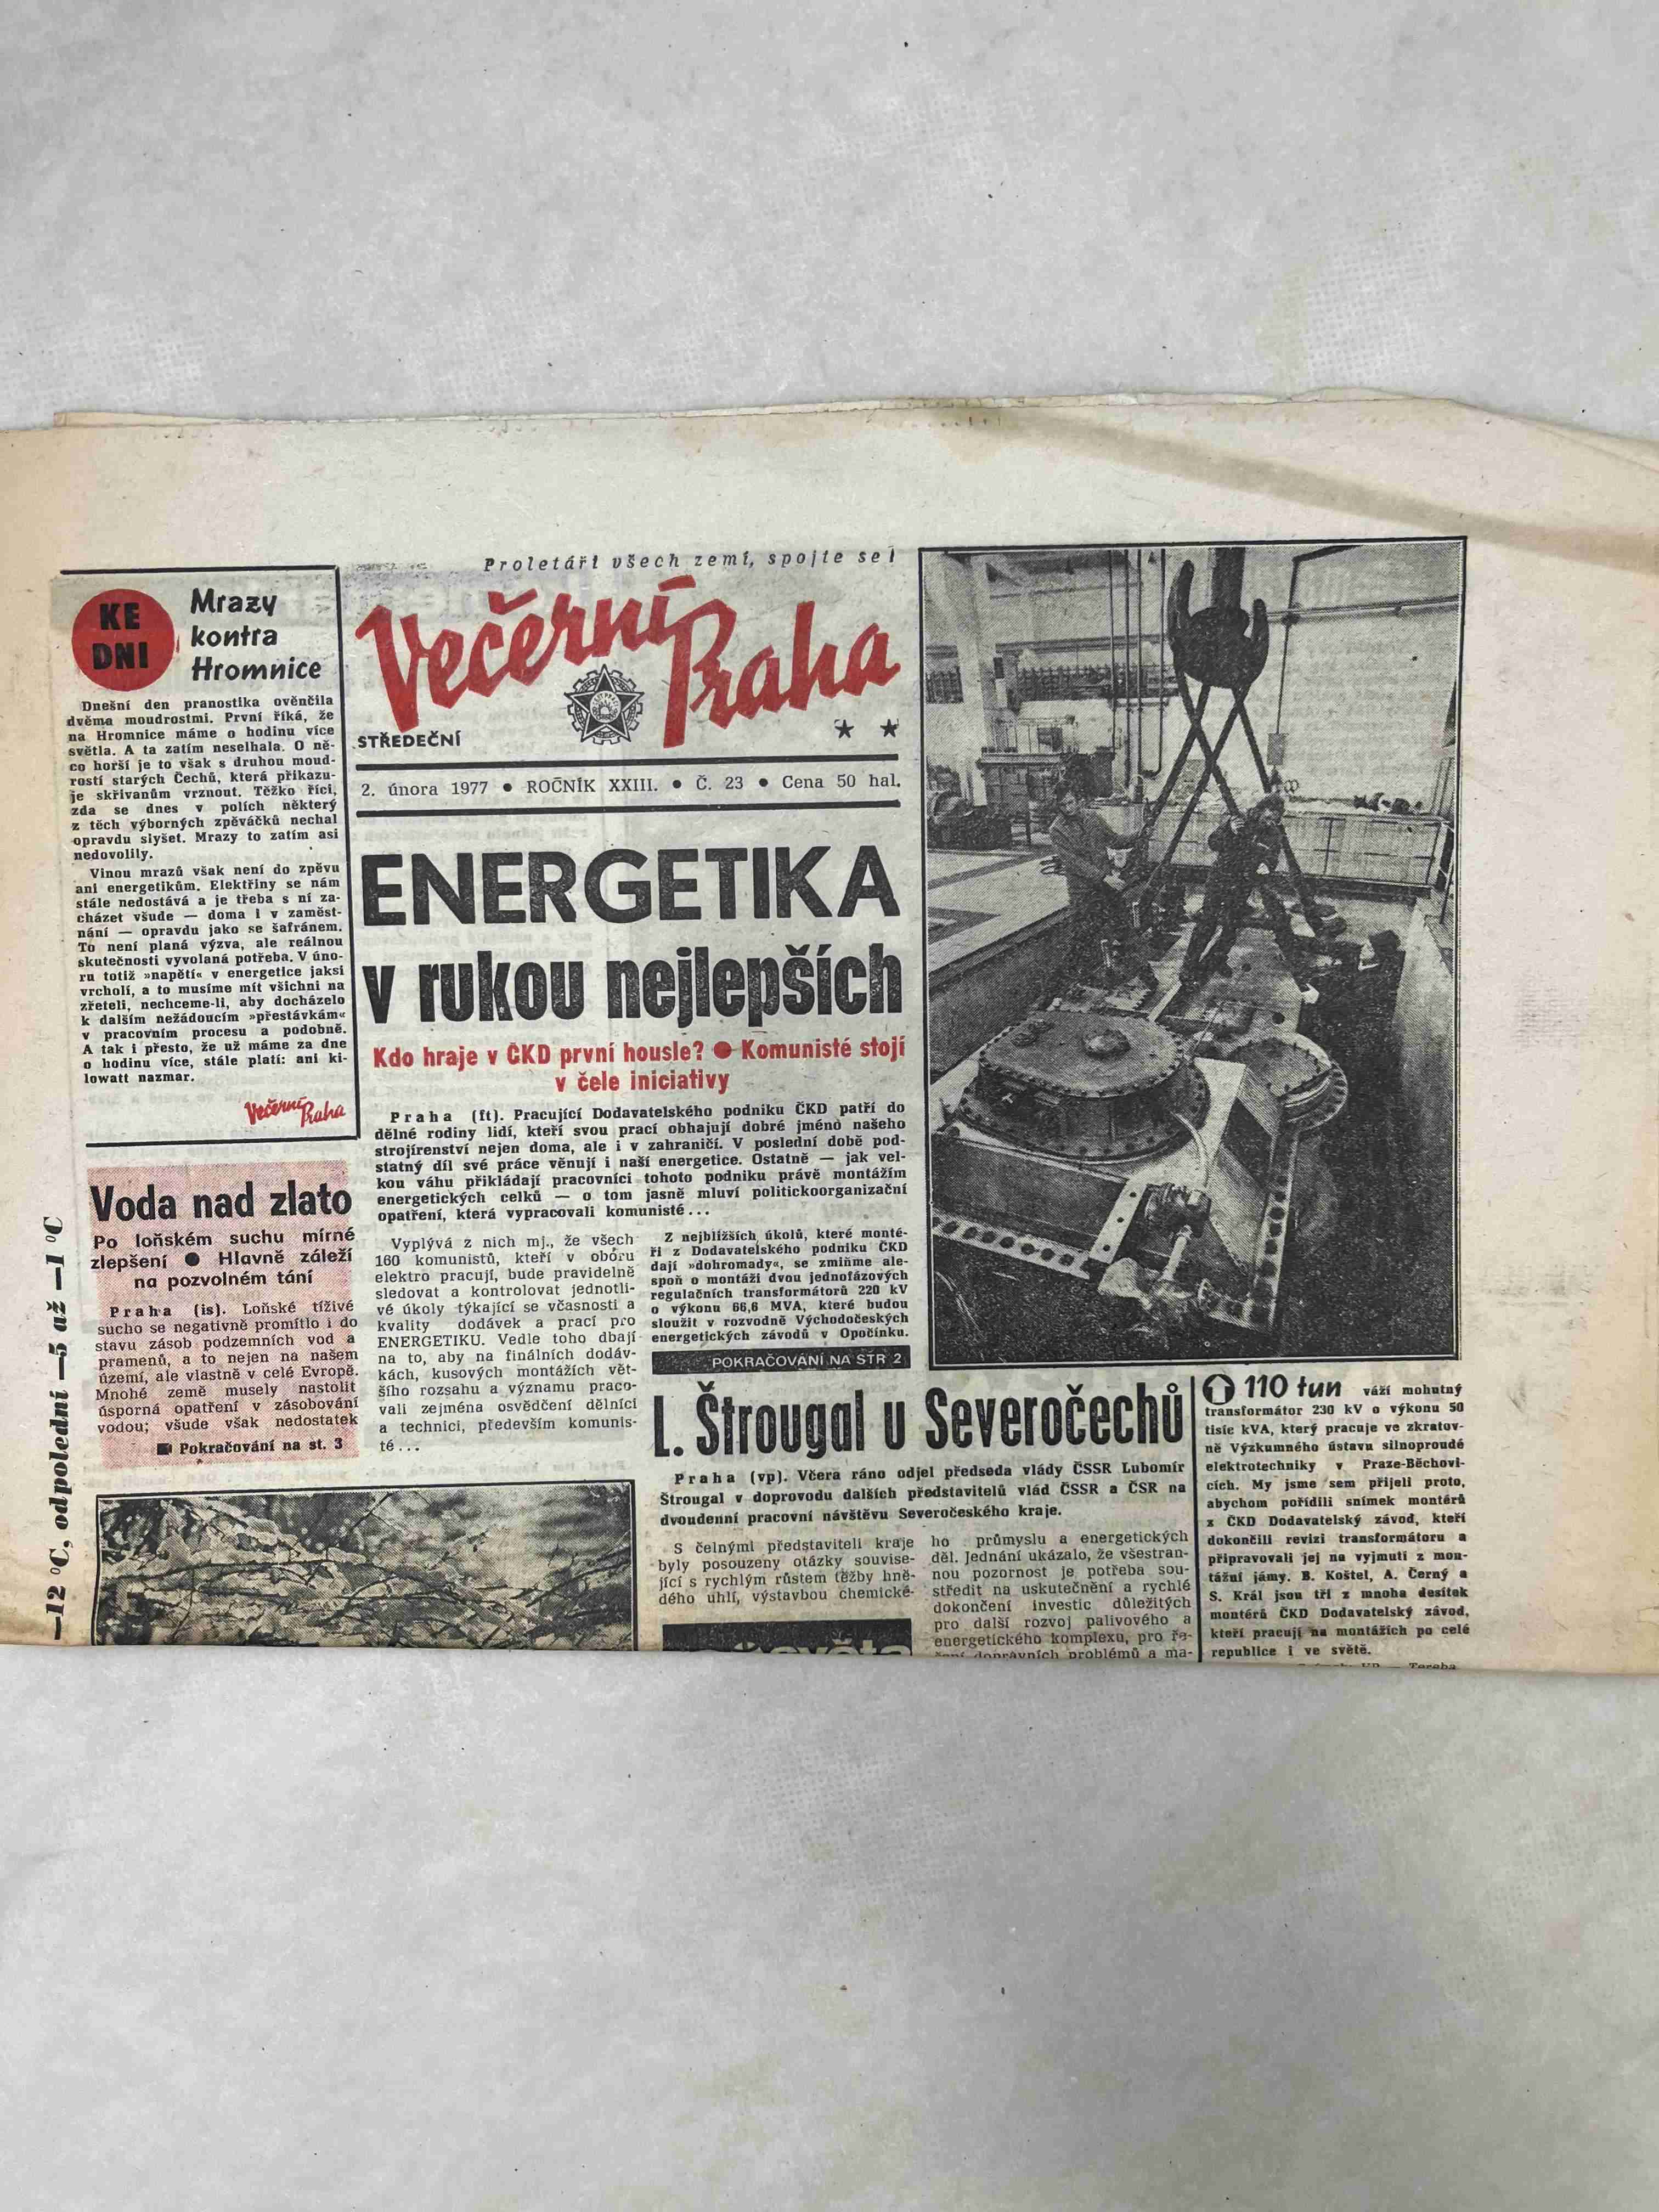 Proletáři všech zemí, spojte se!
KE
DNI
Mrazy
kontra
Hromnice
Dnešní den pranostika ověnčila
dvěma moudrostmi. První říká, že
na Hromnice máme o hodinu více
světla. A ta zatím neselhala. O ně-
co horší je to však s druhou moud-
rostí starých Čechů, která přikazu-
je skřivanům vrznout. Těžko říci,
zda se dnes v polích některý
z těch výborných zpěváčků nechal
opravdu slyšet. Mrazy to zatím asi
nedovolily.
Vinou mrazů však není do zpěvu
ani energetikům. Elektřiny se nám
stále nedostává a je třeba s ní za-
cházet všude — doma i v zaměst-
nání — opravdu jako se šafránem.
To není planá výzva, ale reálnou
skutečností vyvolaná potřeba. V úno-
ru totiž »napětí« v energetice jaksi
vrcholí, a to musíme mít všichni na
zřeteli, nechceme-li, aby docházelo
k dalším nežádoucím »přestávkám«
v pracovním procesu a podobně.
A tak i přesto, že už máme za dne
o hodinu více, stále platí: ani ki-
lowatt nazmar.
Večerní Praha
Večerní
Praha
STŘEDEČNÍ
2. února 1977 ● ROČNÍK XXIII. ● Č. 23 ● Cena 50 hal.
ENERGETIKA
v rukou nejlepších
Kdo hraje v ČKD první housle? ● Komunisté stojí
v čele iniciativy
Praha (ft). Pracující Dodavatelského podniku ČKD patří do
dělné rodiny lidí, kteří svou prací obhajují dobré jméno našeho
strojírenství nejen doma, ale i v zahraničí. V poslední době pod-
statný díl své práce věnují i naší energetice. Ostatně — jak vel-
kou váhu přikládají pracovníci tohoto podniku právě montážím
energetických celků — o tom jasně mluví politickoorganizační
opatření, která vypracovali komunisté...
Vyplývá z nich mj., že všech
160 komunistů, kteří v oboru
elektro pracují, bude pravidelně
sledovat a kontrolovat jednotli-
vé úkoly týkající se včasnosti a
kvality dodávek a prací pro
ENERGETIKU. Vedle toho dbají
na to, aby na finálních dodáv-
kách, kusových montážích vět-
šího rozsahu a významu praco-
vali zejména osvědčení dělníci
a technici, především komunis-
té...
Z nejbližších úkolů, které monté-
ři z Dodavatelského podniku ČKD
dají »dohromady«, se zmiňme ale-
spoň o montáži dvou jednofázových
regulačních transformátorů 220 kV
o výkonu 66,6 MVA, které budou
sloužit v rozvodně Východočeských
energetických závodů v Opočínku.
POKRAČOVÁNÍ NA STR 2
Voda nad zlato
Po loňském suchu mírné
zlepšení ● Hlavně záleží
na pozvolném tání
Praha (is). Loňské tíživé
sucho se negativně promítlo i do
stavu zásob podzemních vod a
pramenů, a to nejen na našem
území, ale vlastně v celé Evropě.
Mnohé země musely nastolit
úsporná opatření v zásobování
vodou; všude však nedostatek
Pokračování na st. 3
—12 °C, odpolední —5 až —1 °C
L. Štrougal u Severočechů
Praha (vp). Včera ráno odjel předseda vlády ČSSR Lubomír
Štrougal v doprovodu dalších představitelů vlád ČSSR a ČSR na
dvoudenní pracovní návštěvu Severočeského kraje.
S čelnými představiteli kraje
byly posouzeny otázky souvise-
jící s rychlým růstem těžby hně-
dého uhlí, výstavbou chemické-
ho průmyslu a energetických
děl. Jednání ukázalo, že všestran-
nou pozornost je potřeba sou-
středit na uskutečnění a rychlé
dokončení investic důležitých
pro další rozvoj palivového a
energetického komplexu, pro ře-
šení dopravních problémů a ma-
110 tun váží mohutný
transformátor 230 kV o výkonu 50
tisíc kVA, který pracuje ve zkratov-
ně Výzkumného ústavu silnoproudé
elektrotechniky v Praze-Běchovi-
cích. My jsme sem přijeli proto,
abychom pořídili snímek montérů
z ČKD Dodavatelský závod, kteří
dokončili revizi transformátoru a
připravovali jej na vyjmutí z mon-
tážní jámy. B. Koštel, A. Černý a
S. Král jsou tři z mnoha desítek
montérů ČKD Dodavatelský závod,
kteří pracují na montážích po celé
republice i ve světě.